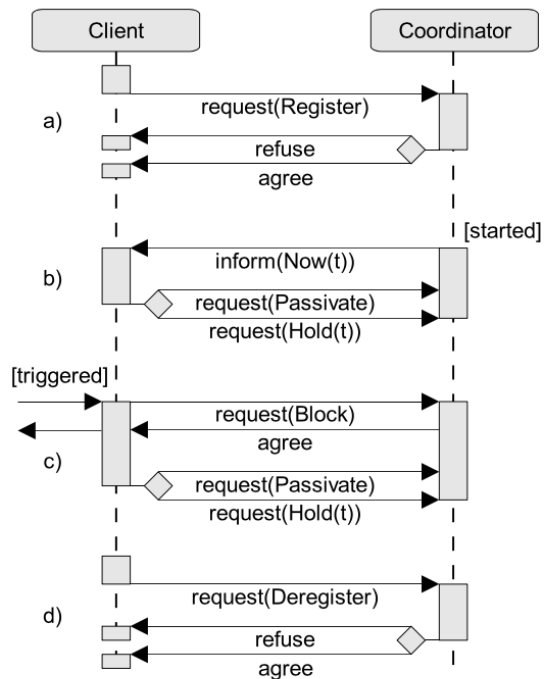 Client
Coordinator
request(Register)
a)
refuse
agree
[started]
inform(Now(t))
b)
request(Passivate)
request(Hold(t))
[triggered]
request(Block)
agree
c)
request(Passivate)
request(Hold(t))
request(Deregister)
d)
refuse
agree